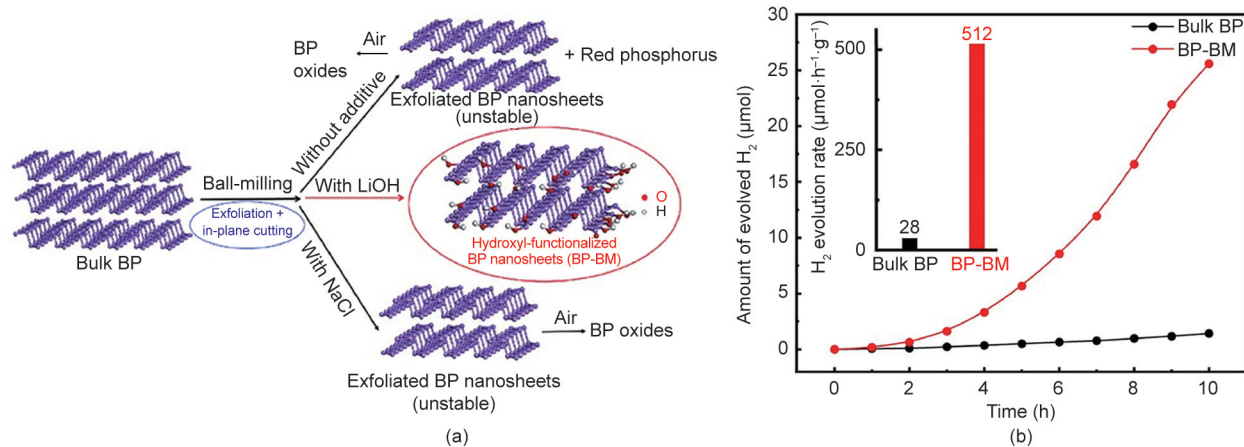 BP
oxides
Air
+ Red phosphorus
Exfoliated BP nanosheets
(unstable)
Without additive
Ball-milling
With LiOH
Exfoliation +
in-plane cutting
Bulk BP
O
H
Hydroxyl-functionalized
BP nanosheets (BP-BM)
With NaCl
Air
BP oxides
Exfoliated BP nanosheets
(unstable)
(a)
Bulk BP
BP-BM
Amount of evolved H₂ (μmol)
30
25
20
15
10
5
0
H₂ evolution rate (μmol·h⁻¹·g⁻¹)
500
250
0
512
28
Bulk BP
BP-BM
0 2 4 6 8 10
Time (h)
(b)